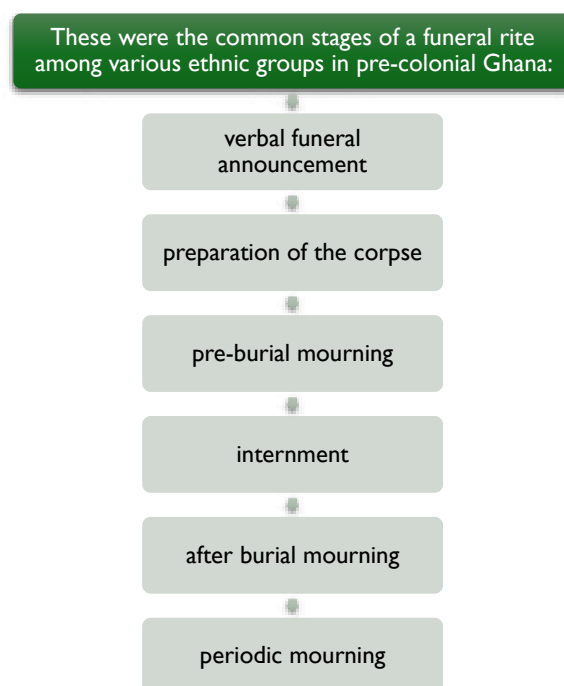 These were the common stages of a funeral rite
among various ethnic groups in pre-colonial Ghana:
verbal funeral
announcement
preparation of the corpse
pre-burial mourning
internment
after burial mourning
periodic mourning